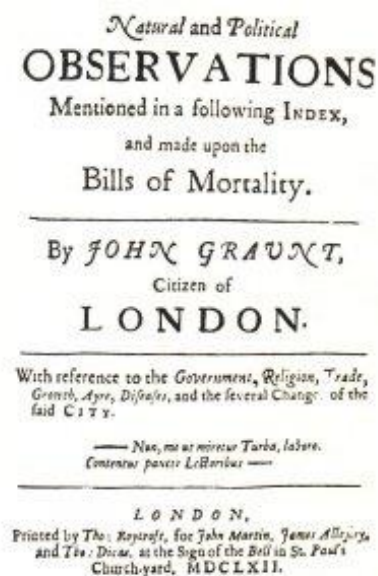 Natural and Political
OBSERVATIONS
Mentioned in a following INDEX,
and made upon the
Bills of Mortality.
By JOHN GRAUNT,
Citizen of
LONDON.
With reference to the Government, Religion, Trade,
Growth, Ayre, Diseases, and the several Changes of the
said CITY.
—— Non, me ut miretur Turba, laboro.
Contentus paucis Lectoribus ——
LONDON,
Printed by Tho: Roycroft, for John Martin, James Allestry,
and Tho: Dicas, at the Sign of the Bell in St. Paul's
Church-yard, MDCLXII.